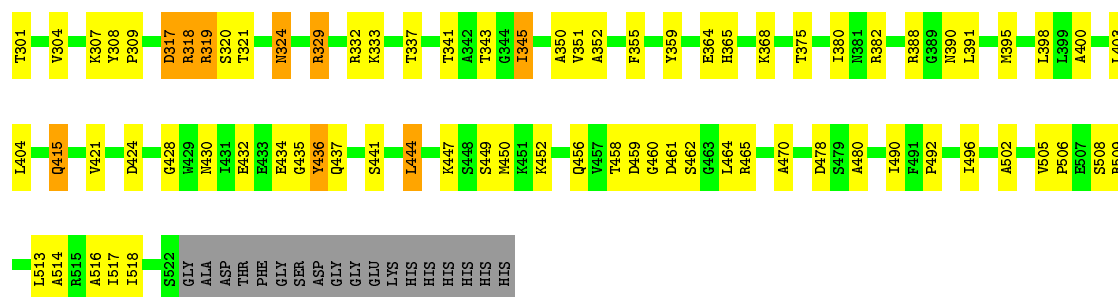 T301 V304 K307 Y308 P309 D317 R318 R319 S320 T321 N324 R329 R332 K333 T337 T341 A342 T343 G344 I345 A350 V351 A352 F355 Y359 E364 H365 K368 T375 I380 N381 R382 R388 G389 N390 L391 M395 L398 L399 A400 L403
L404 Q415 V421 D424 G428 W429 N430 I431 E432 E433 E434 G435 Y436 Q437 S441 L444 K447 S448 S449 M450 K451 K452 Q456 V457 T458 D459 G460 D461 S462 G463 L464 R465 A470 D478 S479 A480 I490 F491 P492 I496 A502 V505 P506 E507 S508 R509
L513 A514 R515 A516 I517 I518 S522 GLY ALA ASP THR PHE GLY SER ASP GLY GLY GLU LYS HIS HIS HIS HIS HIS HIS